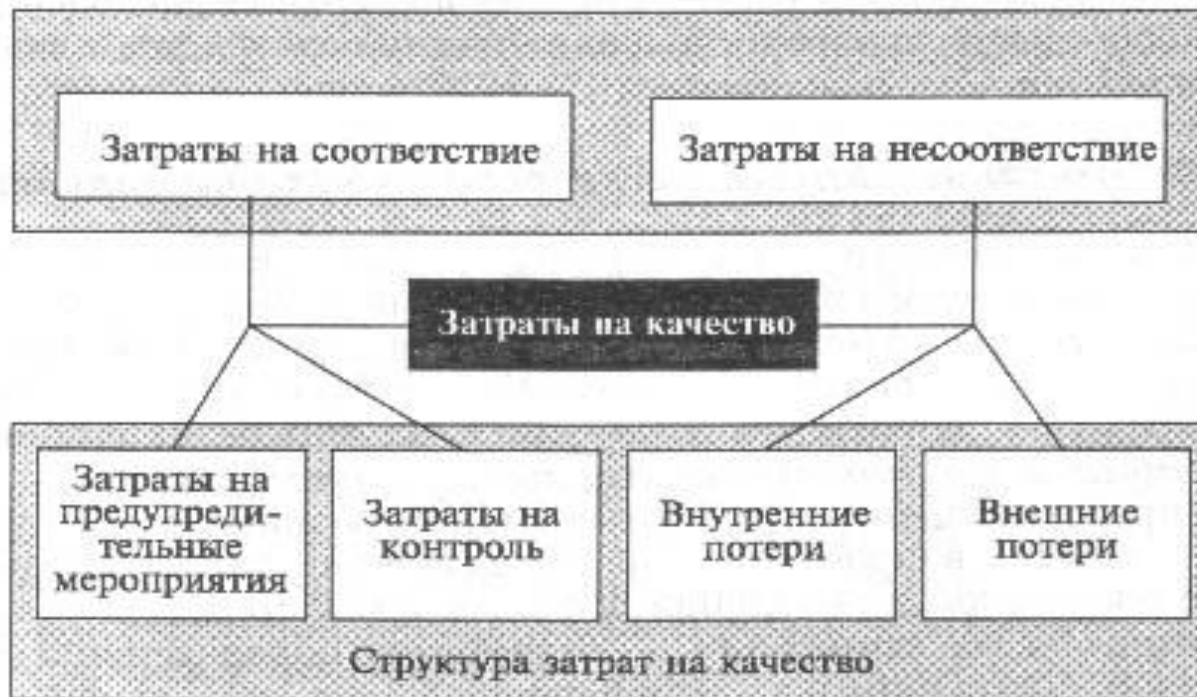 Затраты на соответствие
Затраты на несоответствие
Затраты на качество
Затраты на
предупреди-
тельные
мероприятия
Затраты на
контроль
Внутренние
потери
Внешние
потери
Структура затрат на качество